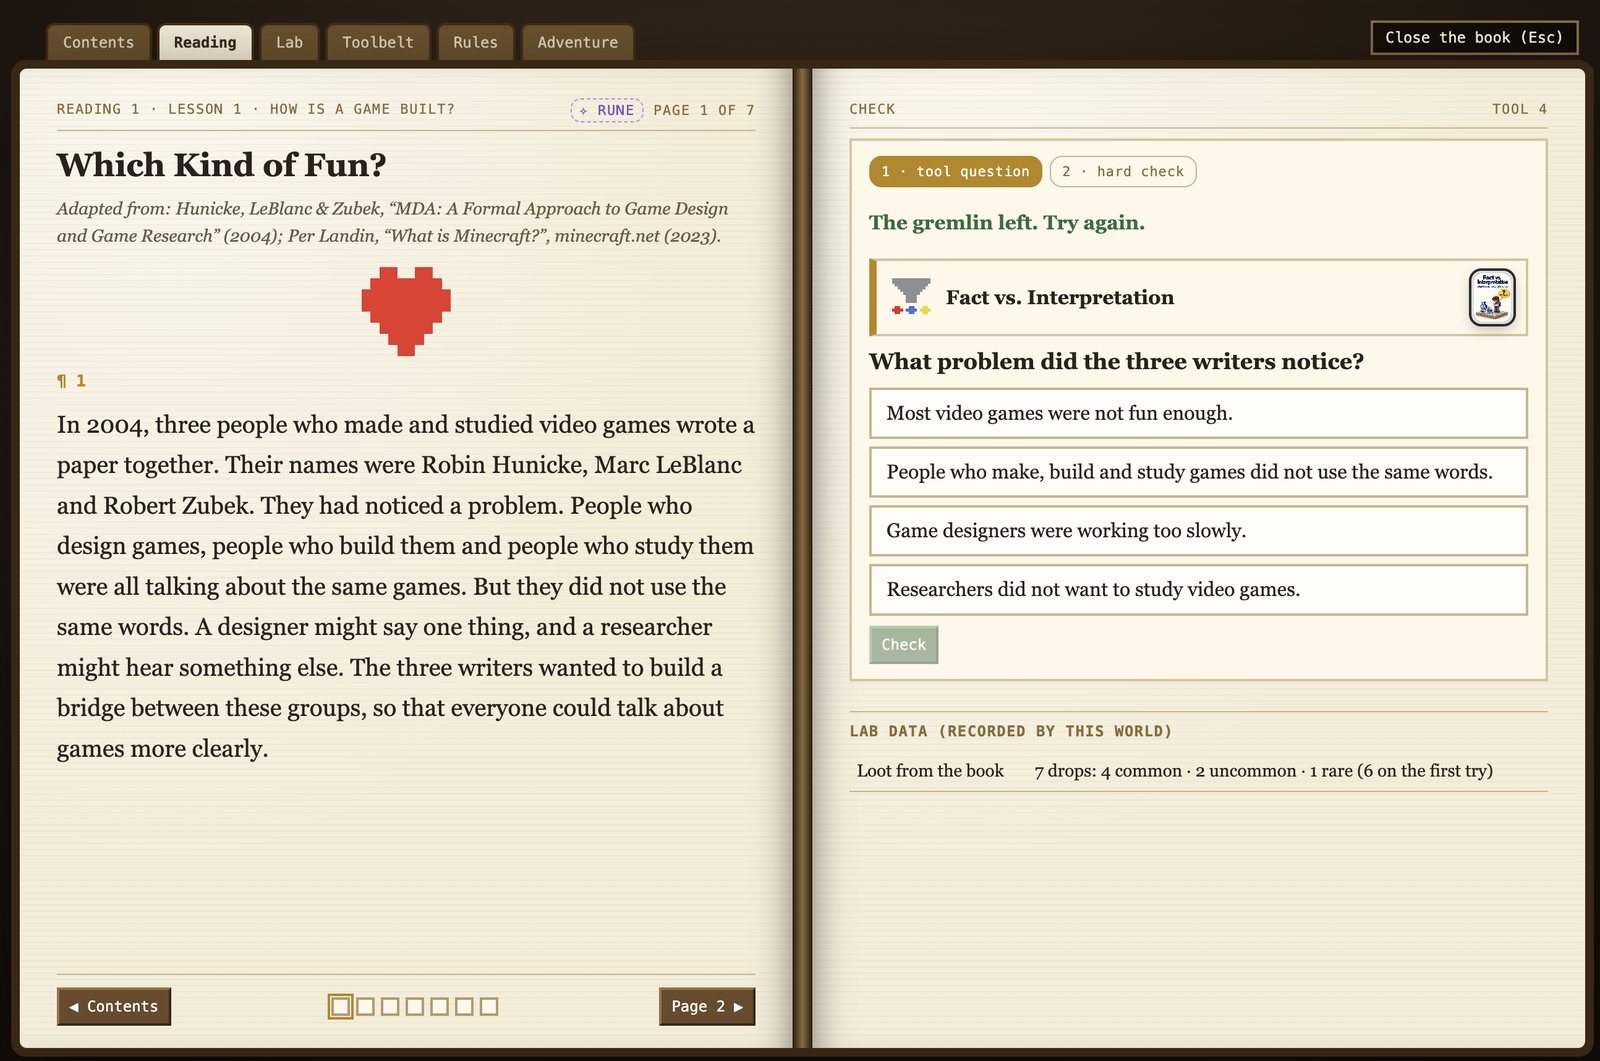 Contents Reading Lab Toolbelt Rules Adventure Close the book (Esc)
READING 1 · LESSON 1 · HOW IS A GAME BUILT? ✧ RUNE PAGE 1 OF 7
Which Kind of Fun?
Adapted from: Hunicke, LeBlanc & Zubek, “MDA: A Formal Approach to Game Design
and Game Research” (2004); Per Landin, “What is Minecraft?”, minecraft.net (2023).
¶ 1
In 2004, three people who made and studied video games wrote a
paper together. Their names were Robin Hunicke, Marc LeBlanc
and Robert Zubek. They had noticed a problem. People who
design games, people who build them and people who study them
were all talking about the same games. But they did not use the
same words. A designer might say one thing, and a researcher
might hear something else. The three writers wanted to build a
bridge between these groups, so that everyone could talk about
games more clearly.
◀ Contents
Page 2 ▶
CHECK TOOL 4
1 · tool question 2 · hard check
The gremlin left. Try again.
Fact vs. Interpretation
Fact vs.
Interpretation
What problem did the three writers notice?
Most video games were not fun enough.
People who make, build and study games did not use the same words.
Game designers were working too slowly.
Researchers did not want to study video games.
Check
LAB DATA (RECORDED BY THIS WORLD)
Loot from the book 7 drops: 4 common · 2 uncommon · 1 rare (6 on the first try)